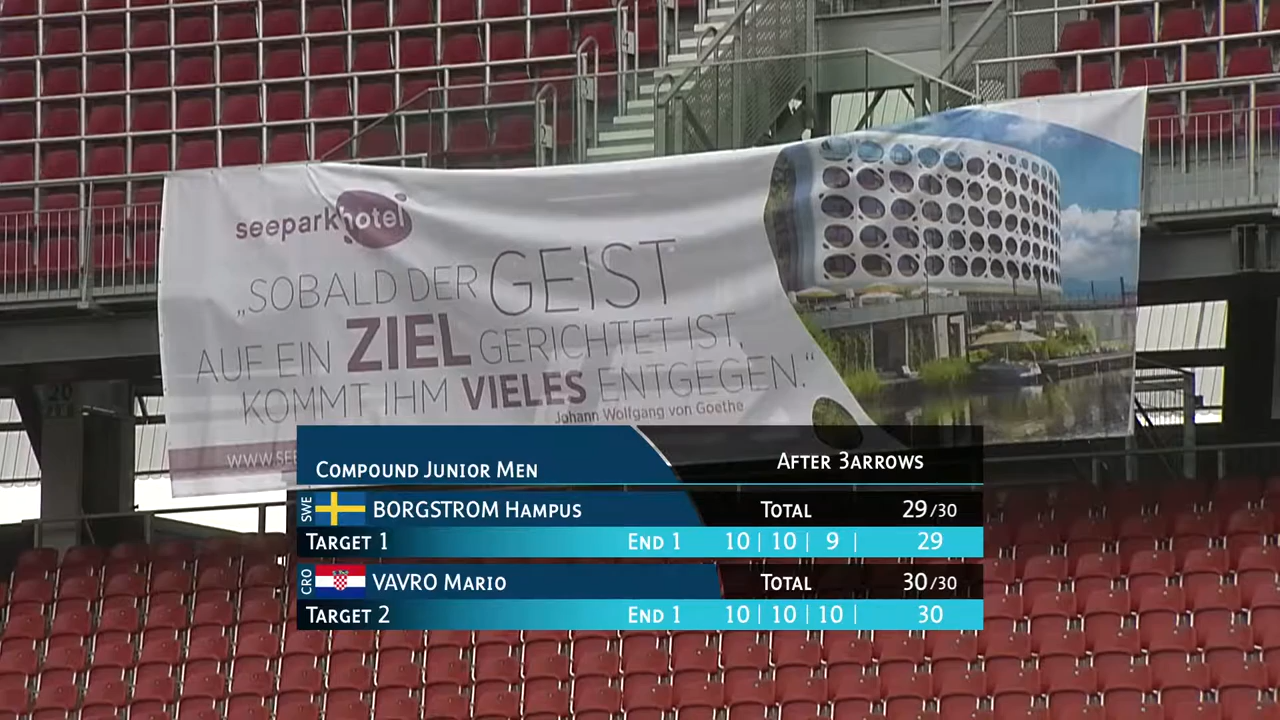 seeparkhotel
„SOBALD DER GEIST
AUF EIN ZIEL GERICHTET IST,
KOMMT IHM VIELES ENTGEGEN.“
Johann Wolfgang von Goethe
20
COMPOUND JUNIOR MEN
AFTER 3ARROWS
SWE BORGSTROM HAMPUS TOTAL 29/30
TARGET 1 END 1 10 | 10 | 9 | 29
CRO VAVRO MARIO TOTAL 30/30
TARGET 2 END 1 10 | 10 | 10 | 30